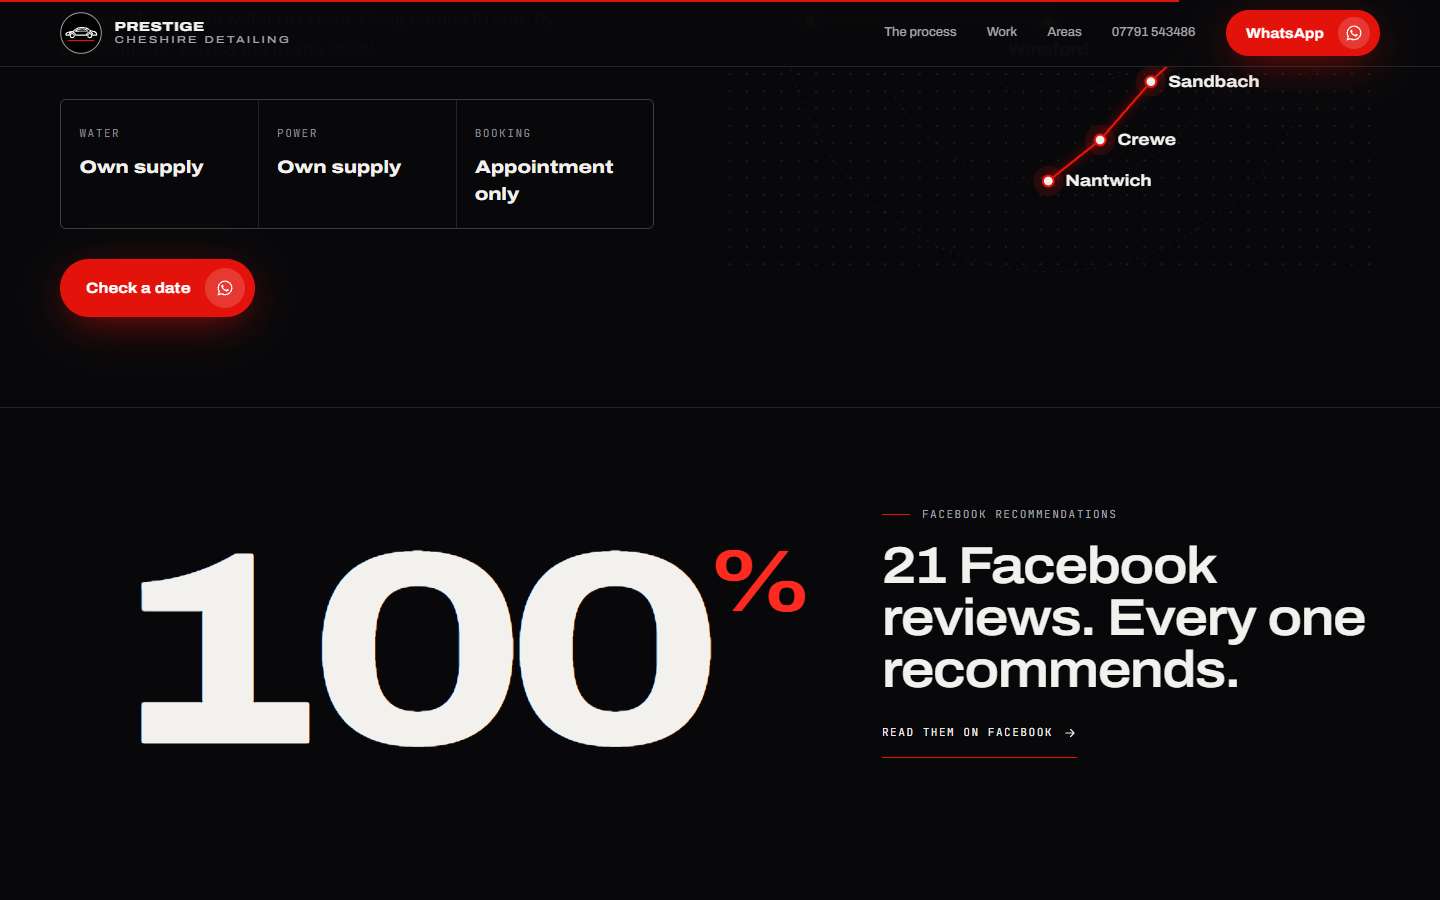 PRESTIGE
CHESHIRE DETAILING
The process
Work
Areas
07791 543486
WhatsApp
Sandbach
Crewe
Nantwich
WATER
Own supply
POWER
Own supply
BOOKING
Appointment
only
Check a date
100%
FACEBOOK RECOMMENDATIONS
21 Facebook
reviews. Every one
recommends.
READ THEM ON FACEBOOK →